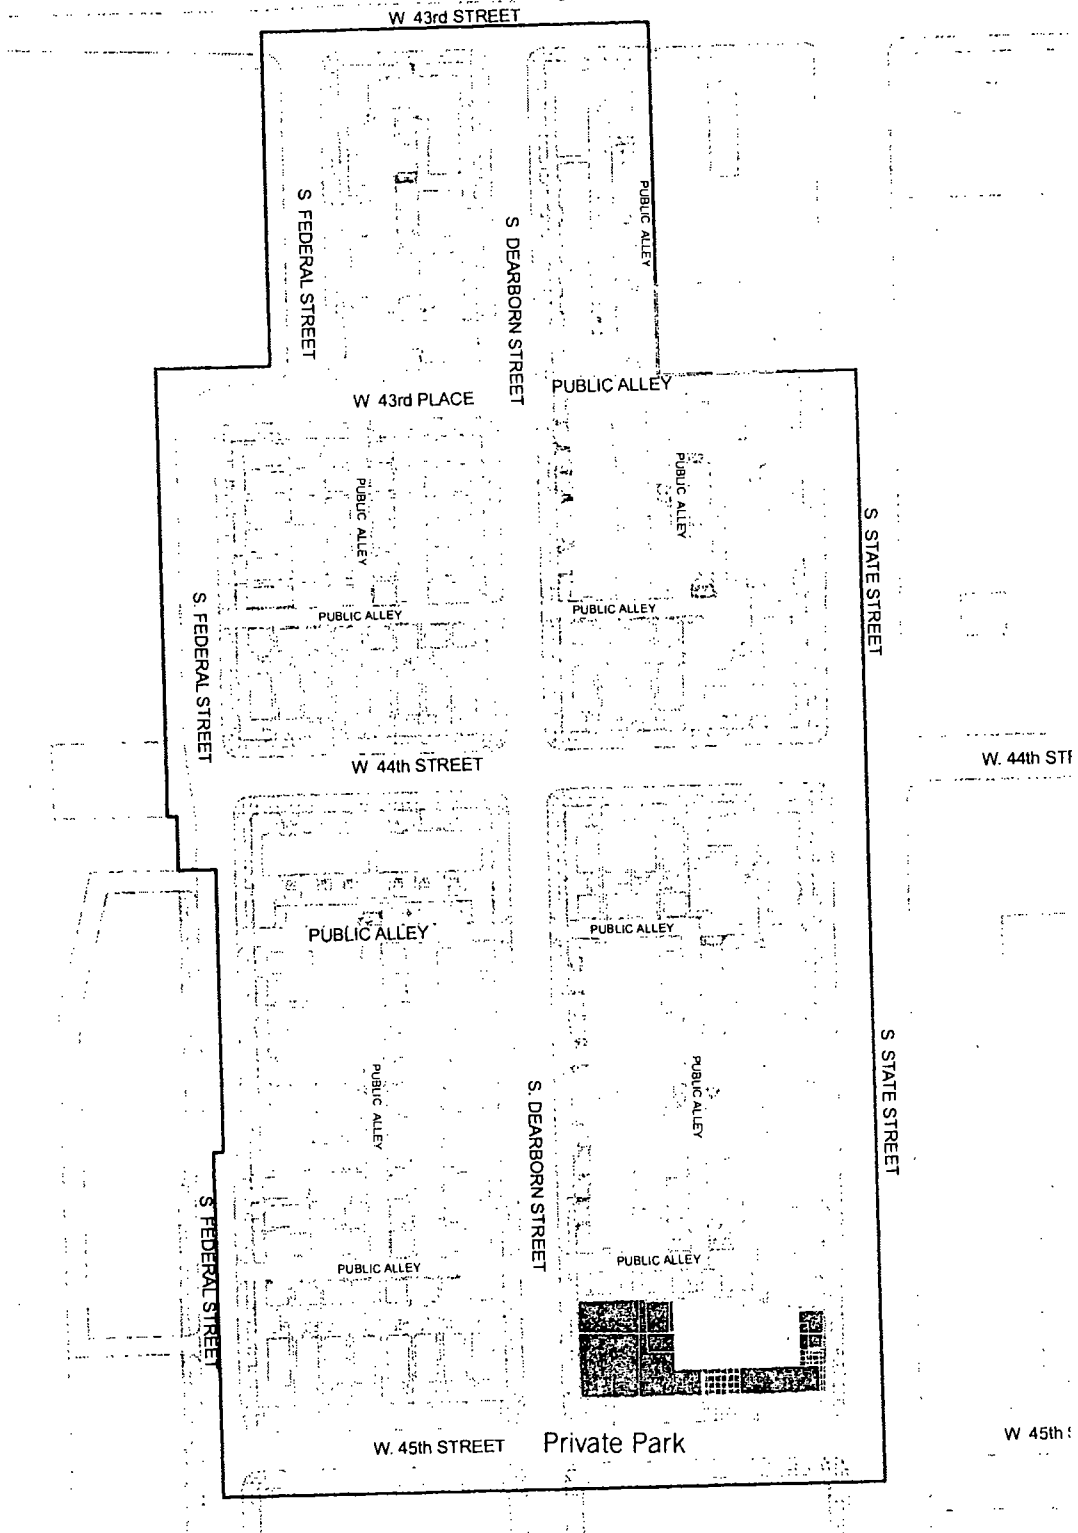 W 43rd STREET
PUBLIC ALLEY
S FEDERAL STREET
S DEARBORN STREET
PUBLIC ALLEY
W 43rd PLACE
PUBLIC ALLEY
PUBLIC ALLEY
S STATE STREET
S. FEDERAL STREET
PUBLIC ALLEY
PUBLIC ALLEY
W 44th STREET
W. 44th
PUBLIC ALLEY
PUBLIC ALLEY
S STATE STREET
PUBLIC ALLEY
PUBLIC ALLEY
S. DEARBORN STREET
S FEDERAL STREET
PUBLIC ALLEY
PUBLIC ALLEY
W. 45th STREET
Private Park
W 45th